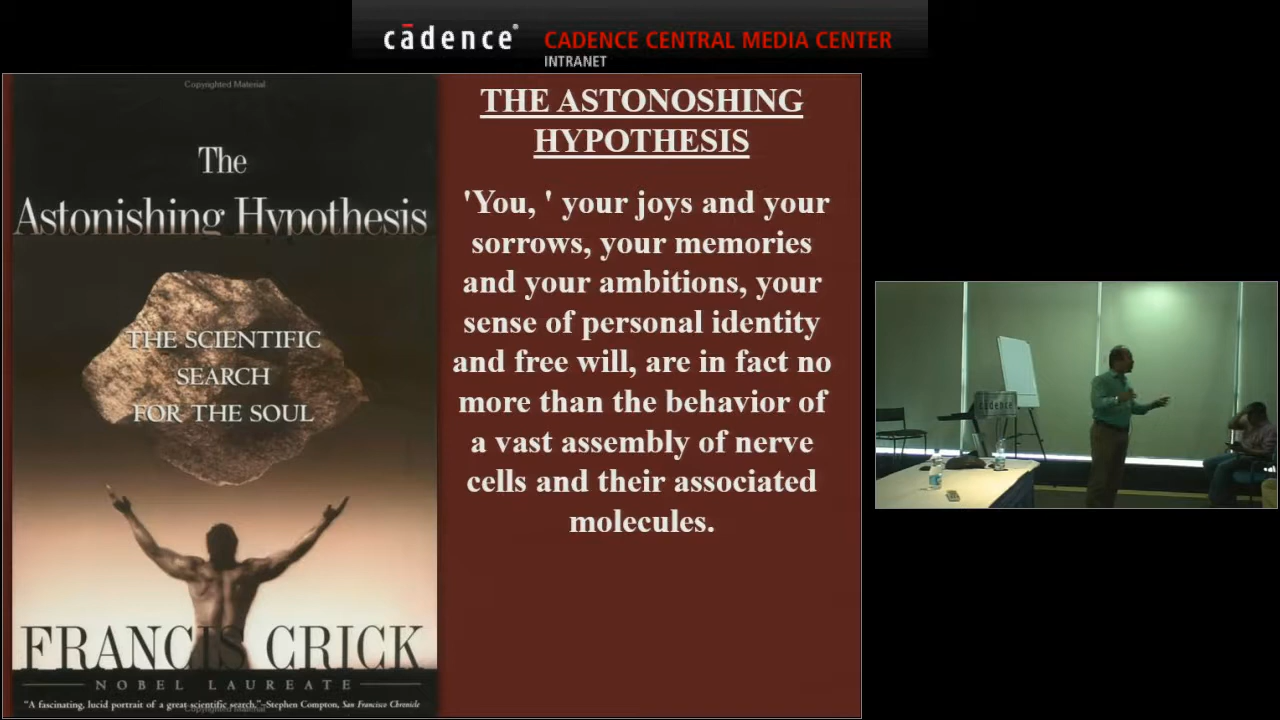 cādence®
CADENCE CENTRAL MEDIA CENTER
INTRANET
Copyrighted Material
The
Astonishing Hypothesis
THE SCIENTIFIC
SEARCH
FOR THE SOUL
FRANCIS CRICK
NOBEL LAUREATE
"A fascinating, lucid portrait of a great scientific search."–Stephen Compton, San Francisco Chronicle
Copyrighted Material
THE ASTONOSHING
HYPOTHESIS
'You, ' your joys and your
sorrows, your memories
and your ambitions, your
sense of personal identity
and free will, are in fact no
more than the behavior of
a vast assembly of nerve
cells and their associated
molecules.
cādence